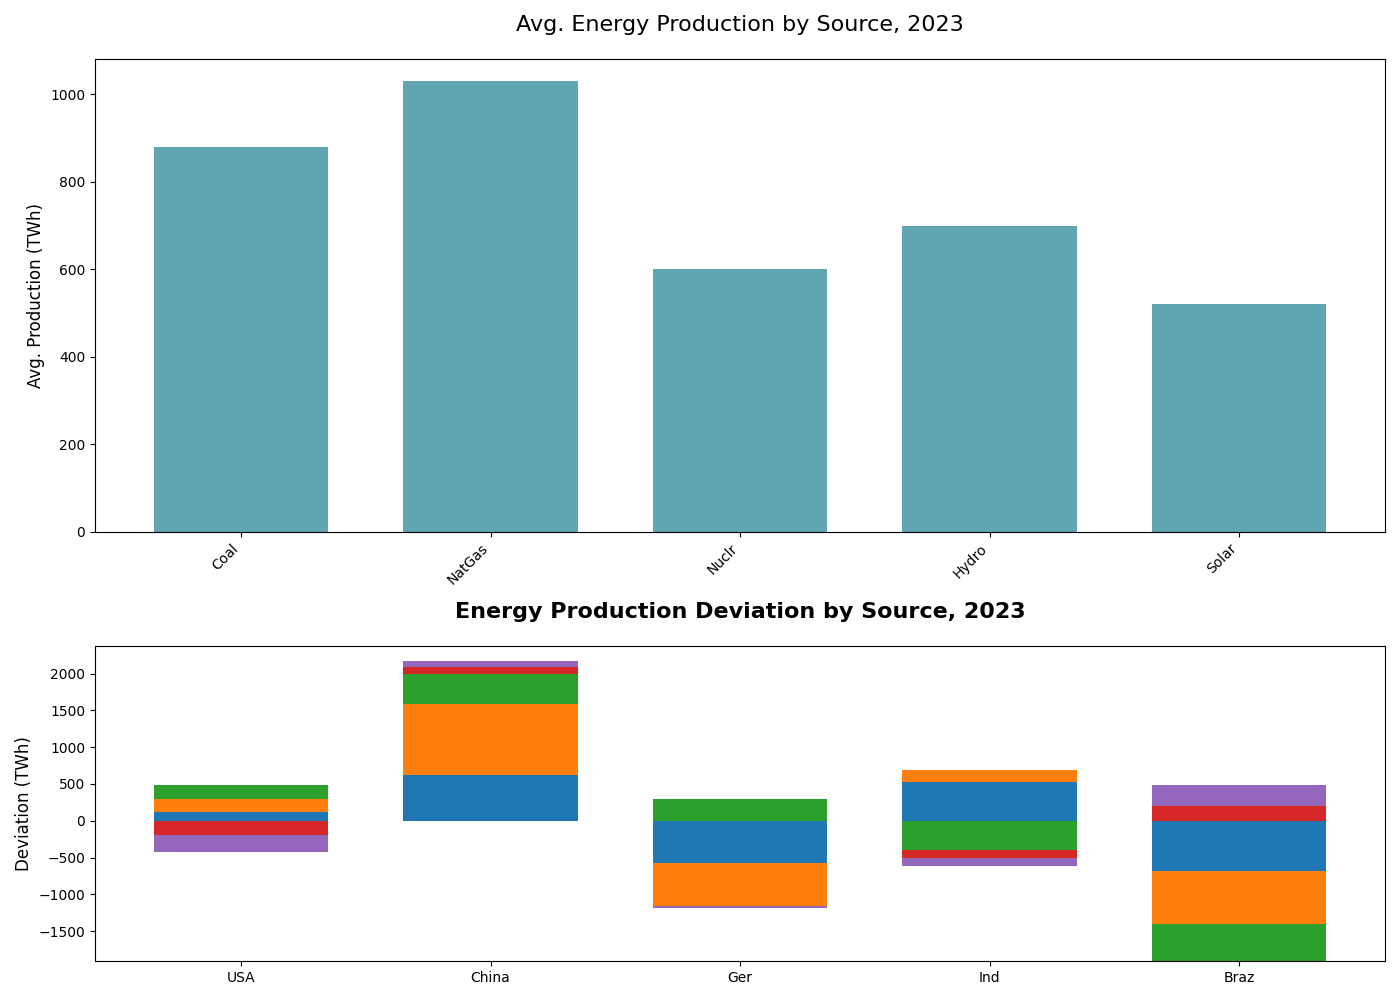 Avg. Energy Production by Source, 2023
Avg. Production (TWh)
1000
800
600
400
200
0
Coal
NatGas
Nuclr
Hydro
Solar
Energy Production Deviation by Source, 2023
Deviation (TWh)
2000
1500
1000
500
0
−500
−1000
−1500
USA
China
Ger
Ind
Braz